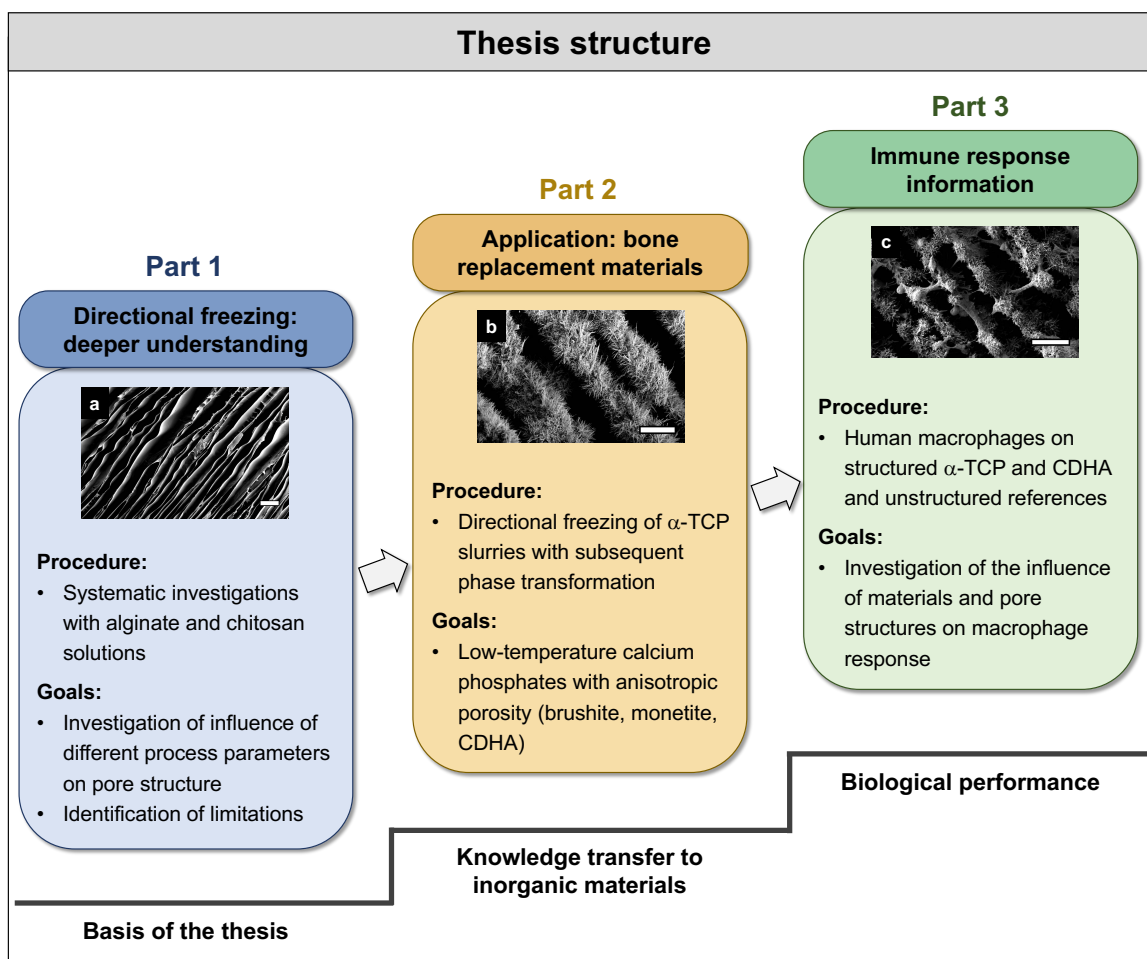 Thesis structure
Part 1
Directional freezing:
deeper understanding
a
Procedure:
• Systematic investigations
with alginate and chitosan
solutions
Goals:
• Investigation of influence of
different process parameters
on pore structure
• Identification of limitations
Basis of the thesis
Part 2
Application: bone
replacement materials
b
Procedure:
• Directional freezing of α-TCP
slurries with subsequent
phase transformation
Goals:
• Low-temperature calcium
phosphates with anisotropic
porosity (brushite, monetite,
CDHA)
Knowledge transfer to
inorganic materials
Part 3
Immune response
information
c
Procedure:
• Human macrophages on
structured α-TCP and CDHA
and unstructured references
Goals:
• Investigation of the influence
of materials and pore
structures on macrophage
response
Biological performance